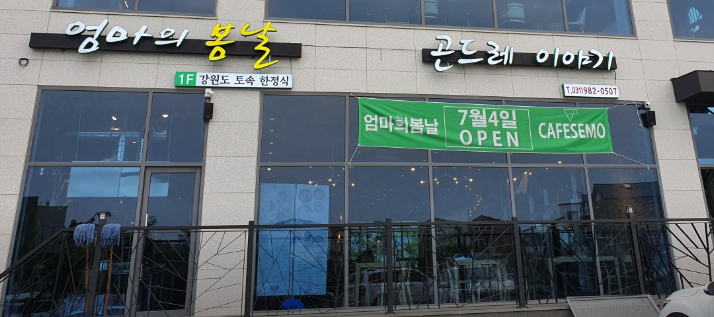 엄마의 봄날
곤드레 이야기
1F 강원도 토속 한정식
T.031)982-0507
엄마의봄날
7월4일
OPEN
CAFESEMO